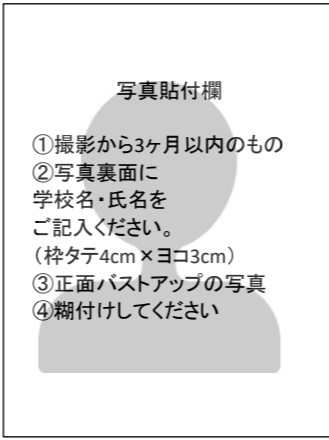 写真貼付欄
①撮影から3ヶ月以内のもの
②写真裏面に
学校名・氏名を
ご記入ください。
（枠タテ4cm×ヨコ3cm）
③正面バストアップの写真
④糊付けしてください